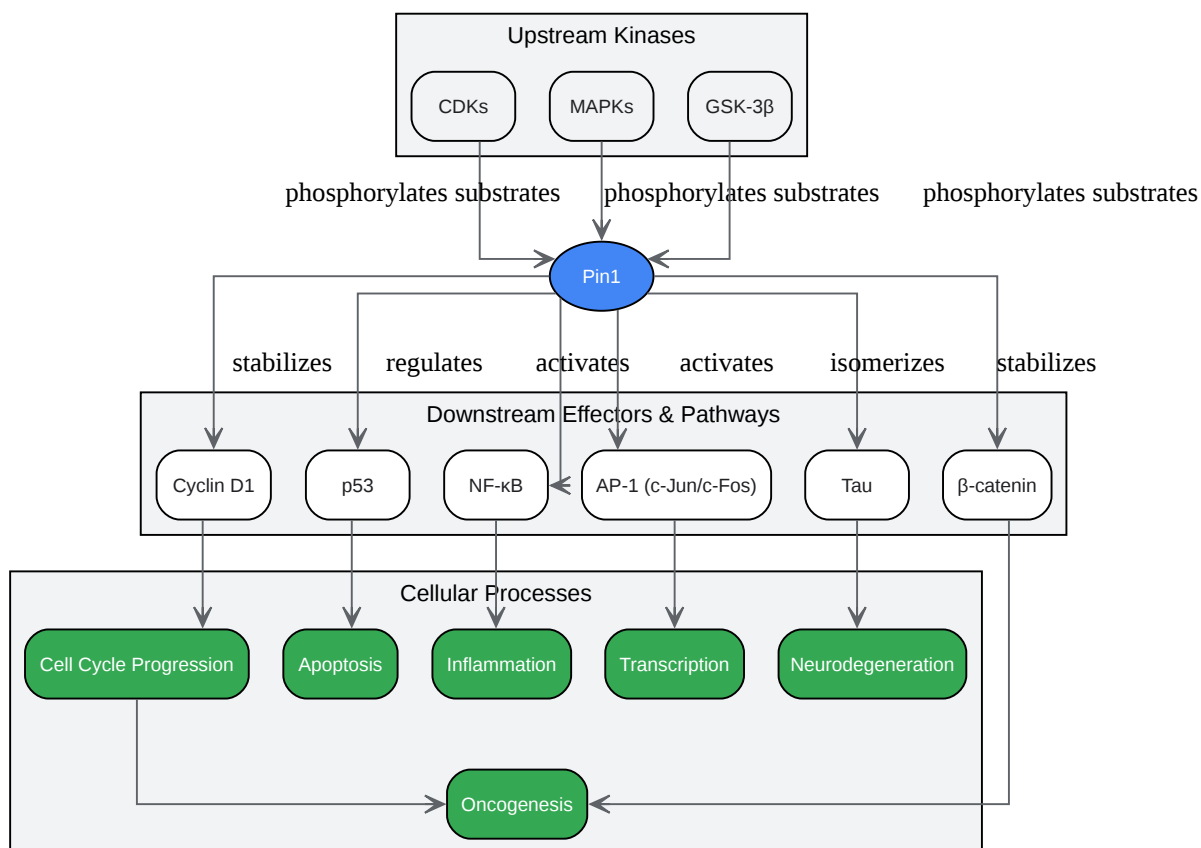 Upstream Kinases
CDKs
MAPKs
GSK-3β
phosphorylates substrates
phosphorylates substrates
phosphorylates substrates
Pin1
stabilizes
regulates
activates
activates
isomerizes
stabilizes
Downstream Effectors & Pathways
Cyclin D1
p53
NF-κB
AP-1 (c-Jun/c-Fos)
Tau
β-catenin
Cellular Processes
Cell Cycle Progression
Apoptosis
Inflammation
Transcription
Neurodegeneration
Oncogenesis